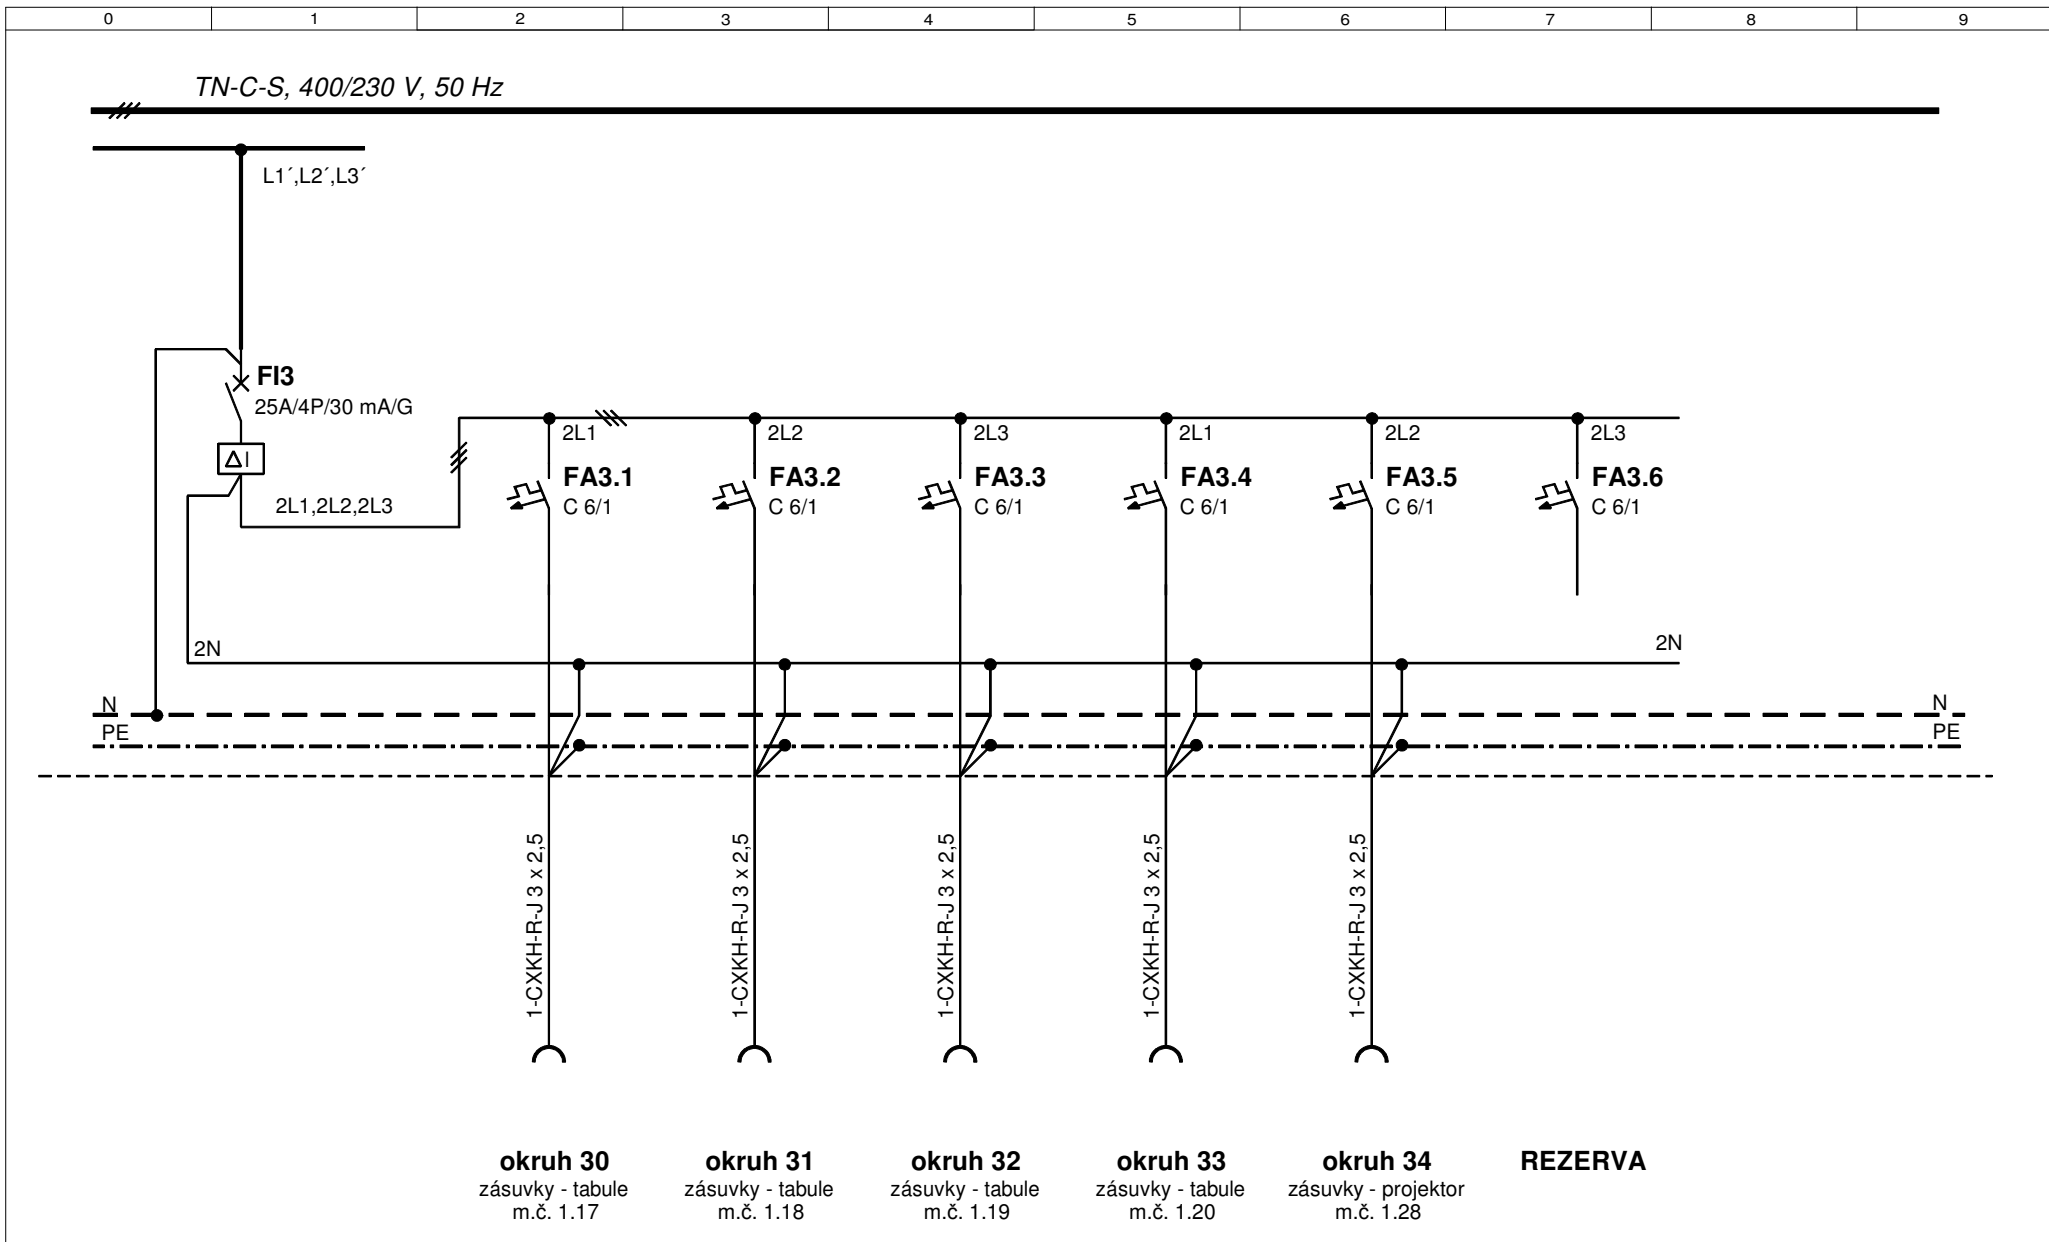 0 1 2 3 4 5 6 7 8 9
TN-C-S, 400/230 V, 50 Hz
L1´,L2´,L3´
FI3
25A/4P/30 mA/G
ΔI
2L1,2L2,2L3
2L1 2L2 2L3 2L1 2L2 2L3
FA3.1 FA3.2 FA3.3 FA3.4 FA3.5 FA3.6
C 6/1 C 6/1 C 6/1 C 6/1 C 6/1 C 6/1
2N 2N
N N
PE PE
1-CXKH-R-J 3 x 2,5
1-CXKH-R-J 3 x 2,5
1-CXKH-R-J 3 x 2,5
1-CXKH-R-J 3 x 2,5
1-CXKH-R-J 3 x 2,5
okruh 30
zásuvky - tabule
m.č. 1.17
okruh 31
zásuvky - tabule
m.č. 1.18
okruh 32
zásuvky - tabule
m.č. 1.19
okruh 33
zásuvky - tabule
m.č. 1.20
okruh 34
zásuvky - projektor
m.č. 1.28
REZERVA